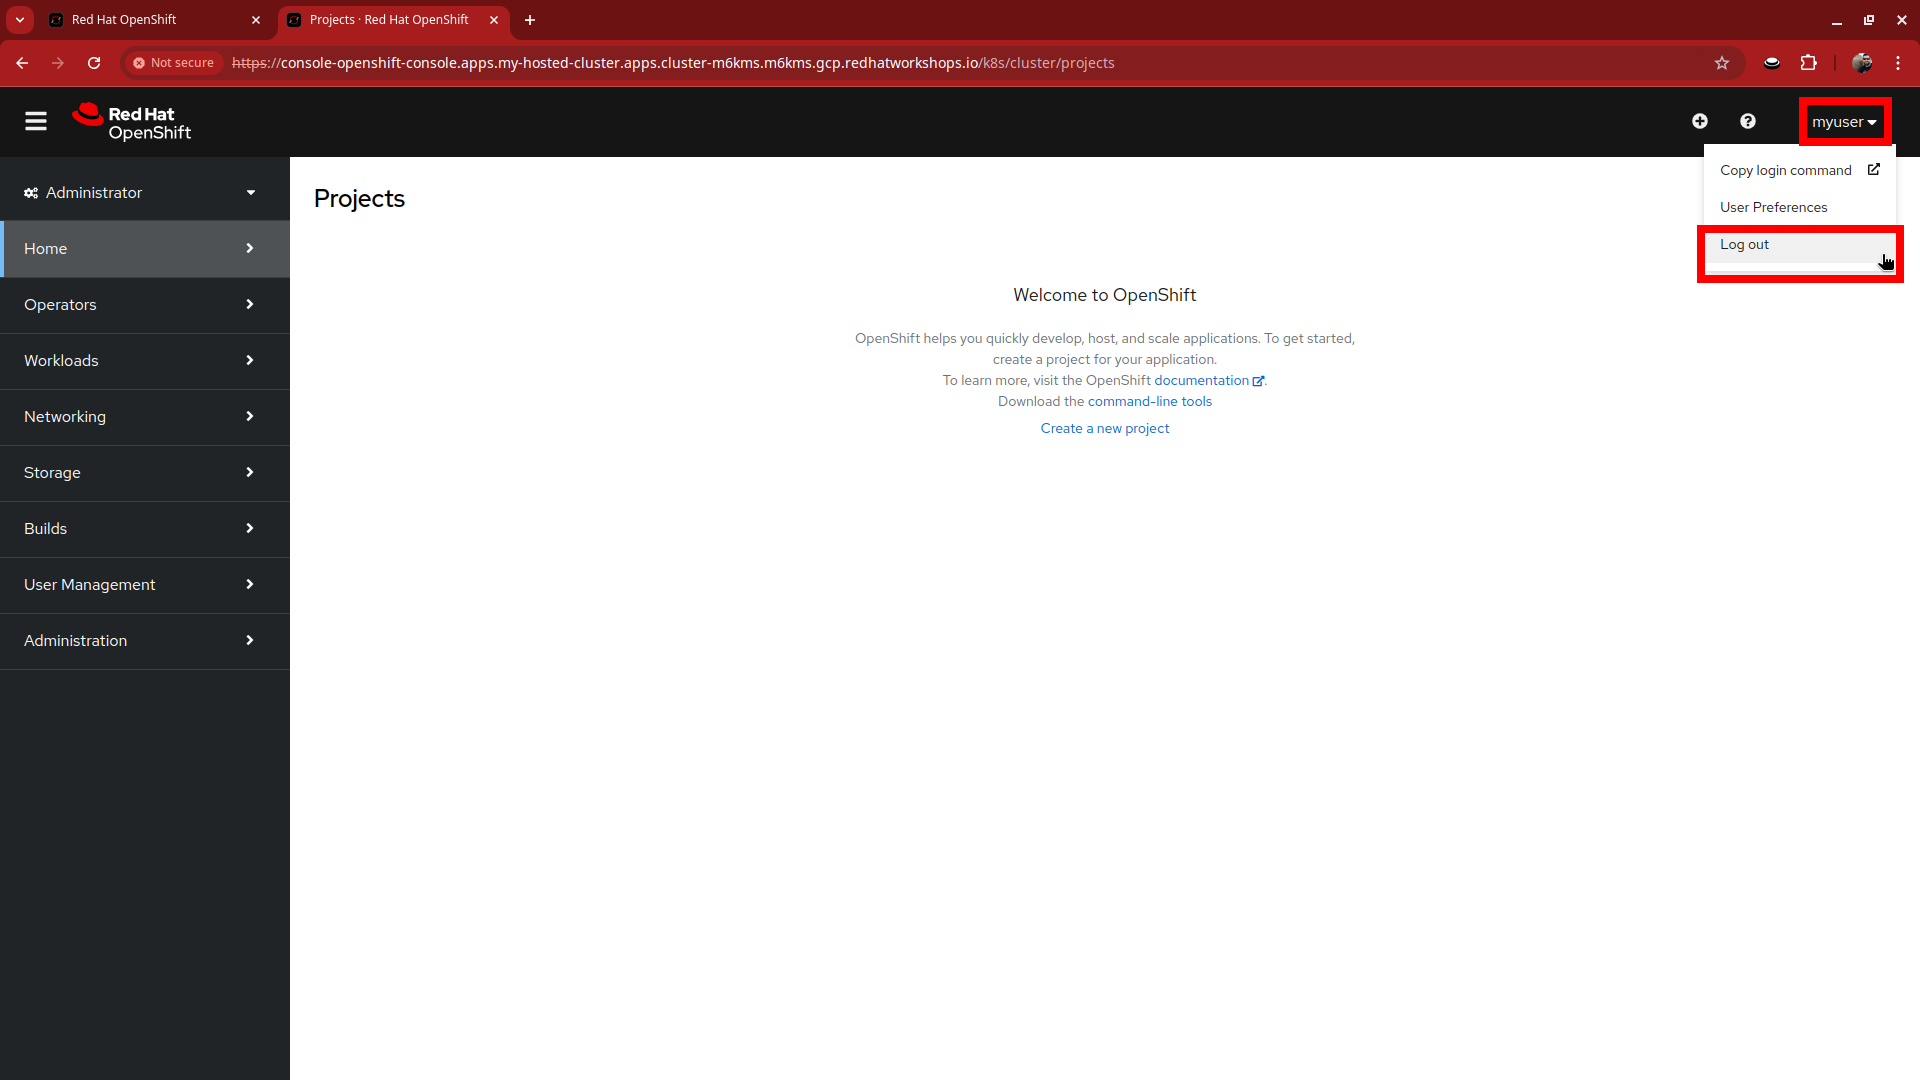 Red Hat OpenShift
Projects · Red Hat OpenShift
Not secure
https://console-openshift-console.apps.my-hosted-cluster.apps.cluster-m6kms.m6kms.gcp.redhatworkshops.io/k8s/cluster/projects
Red Hat
OpenShift
myuser
Copy login command
User Preferences
Log out
Administrator
Home
Operators
Workloads
Networking
Storage
Builds
User Management
Administration
Projects
Welcome to OpenShift
OpenShift helps you quickly develop, host, and scale applications. To get started,
create a project for your application.
To learn more, visit the OpenShift documentation.
Download the command-line tools
Create a new project